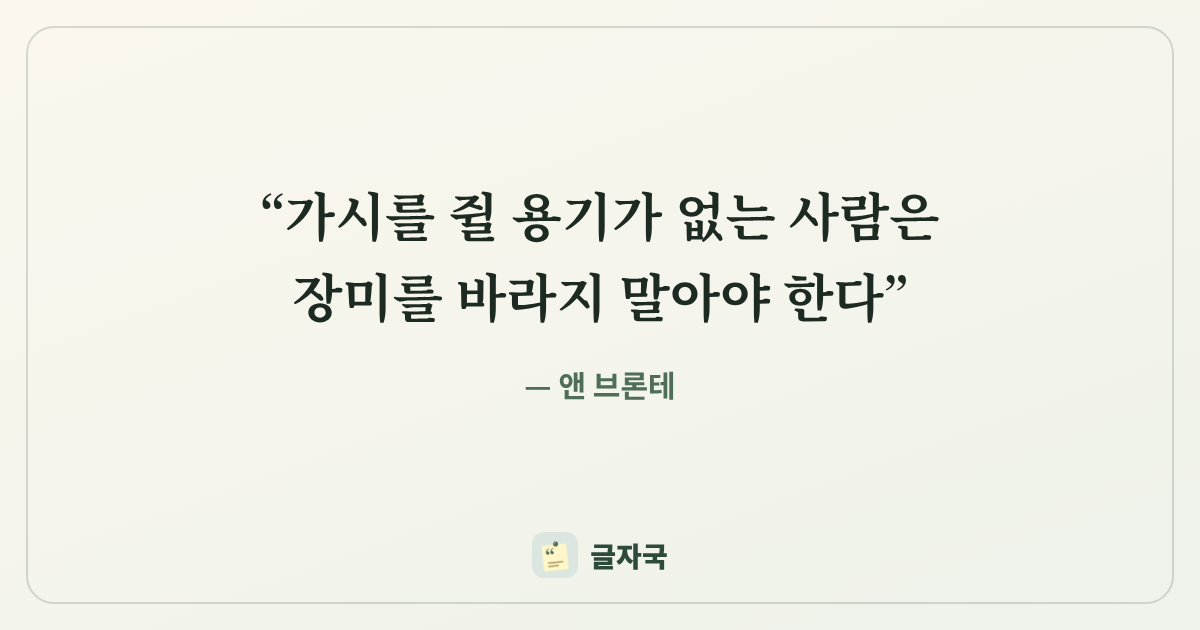 “가시를 쥘 용기가 없는 사람은
장미를 바라지 말아야 한다”
— 앤 브론테
글자국